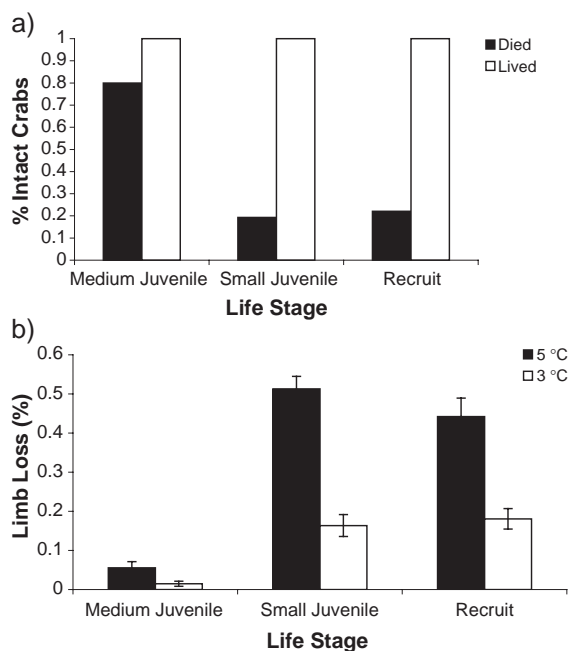 a)
Died
Lived
% Intact Crabs
1
0.9
0.8
0.7
0.6
0.5
0.4
0.3
0.2
0.1
0
Medium Juvenile Small Juvenile Recruit
Life Stage
b)
5 °C
3 °C
Limb Loss (%)
0.6
0.5
0.4
0.3
0.2
0.1
0
Medium Juvenile Small Juvenile Recruit
Life Stage